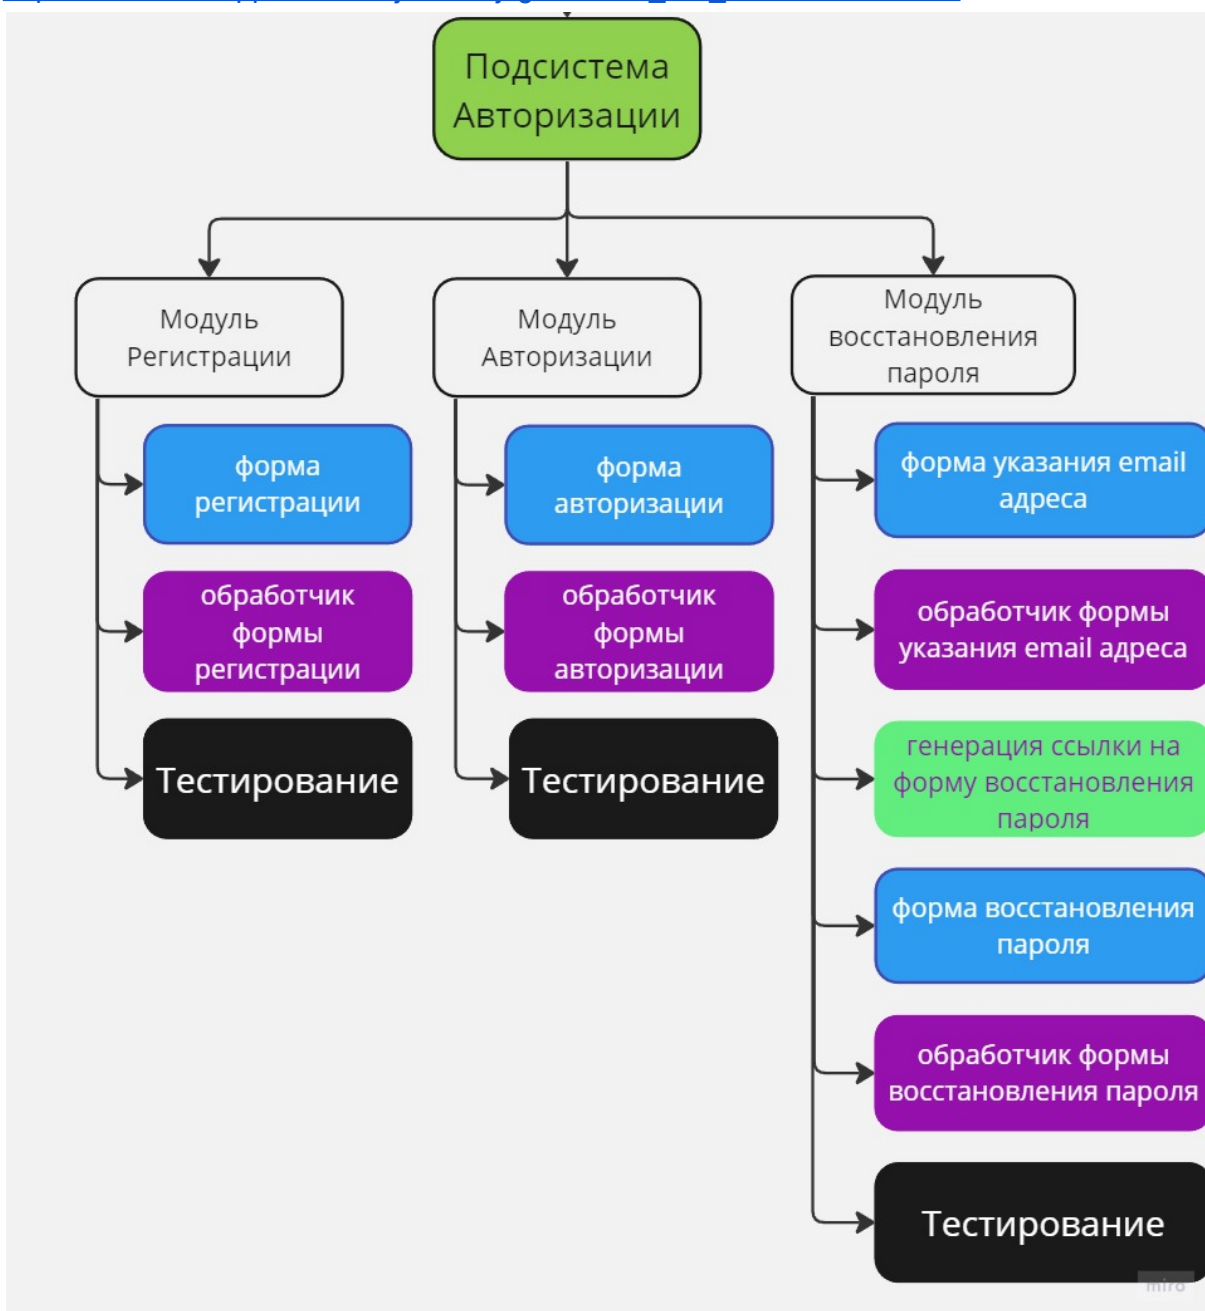 Подсистема
Авторизации
Модуль
Регистрации
форма
регистрации
обработчик
формы
регистрации
Тестирование
Модуль
Авторизации
форма
авторизации
обработчик
формы
авторизации
Тестирование
Модуль
восстановления
пароля
форма указания email
адреса
обработчик формы
указания email адреса
генерация ссылки на
форму восстановления
пароля
форма восстановления
пароля
обработчик формы
восстановления пароля
Тестирование
miro